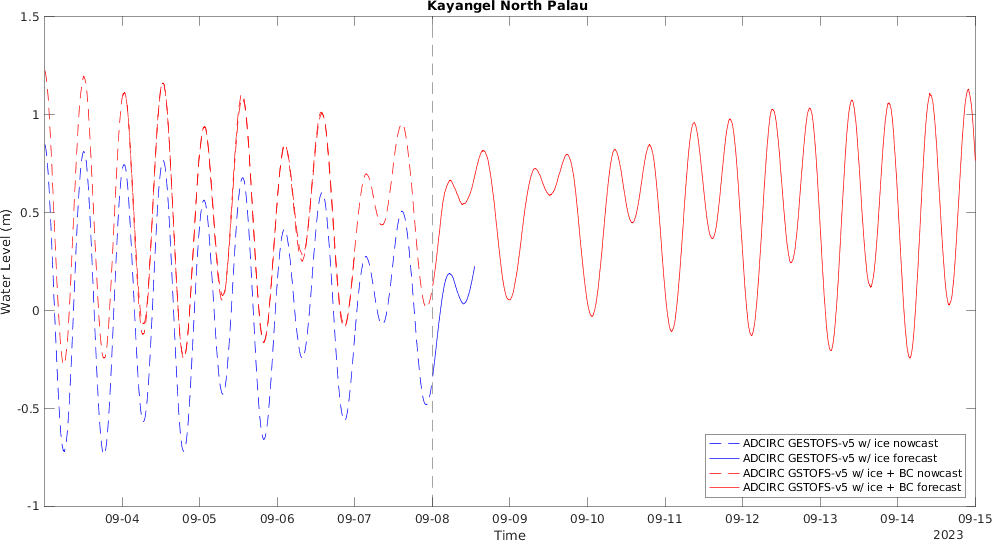 Kayangel North Palau
1.5
1
0.5
0
-0.5
-1
Water Level (m)
09-04 09-05 09-06 09-07 09-08 09-09 09-10 09-11 09-12 09-13 09-14 09-15
Time
2023
ADCIRC GESTOFS-v5 w/ ice nowcast
ADCIRC GESTOFS-v5 w/ ice forecast
ADCIRC GSTOFS-v5 w/ ice + BC nowcast
ADCIRC GSTOFS-v5 w/ ice + BC forecast